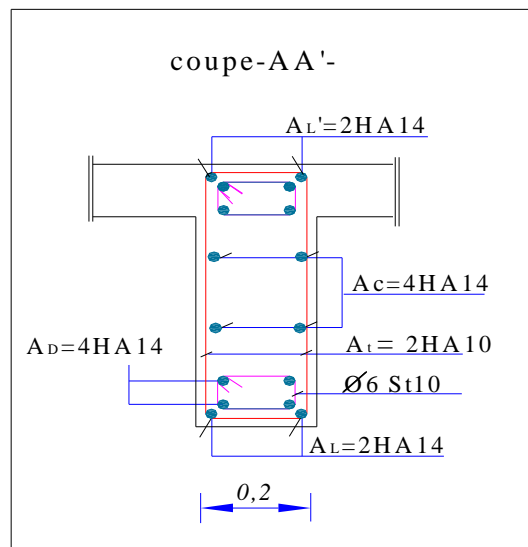 coupe-AA'-
AL'=2HA14
Ac=4HA14
AD=4HA14
At= 2HA10
Ø6 St10
AL=2HA14
0,2